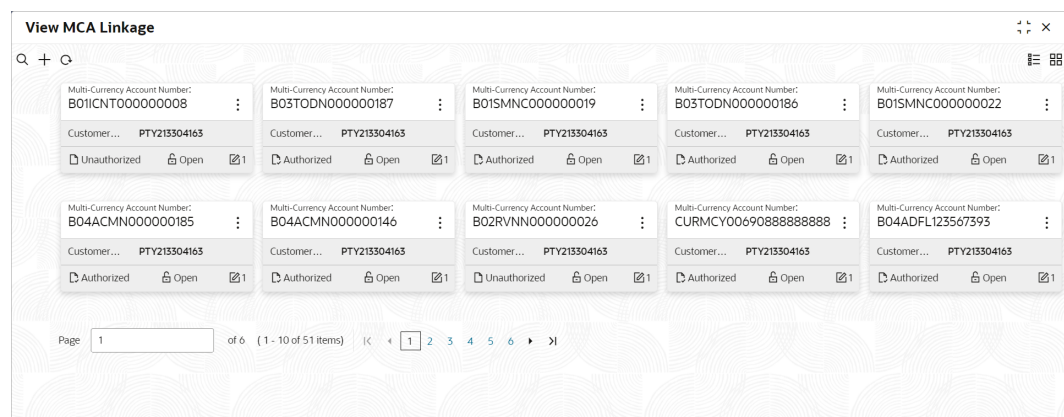 View MCA Linkage
Multi-Currency Account Number: Multi-Currency Account Number: Multi-Currency Account Number: Multi-Currency Account Number: Multi-Currency Account Number:
B01ICNT000000008 B03TODN000000187 B01SMNC000000019 B03TODN000000186 B01SMNC000000022
Customer... PTY213304163 Customer... PTY213304163 Customer... PTY213304163 Customer... PTY213304163 Customer... PTY213304163
Unauthorized Open 1 Authorized Open 1 Authorized Open 1 Authorized Open 1 Authorized Open 1
Multi-Currency Account Number: Multi-Currency Account Number: Multi-Currency Account Number: Multi-Currency Account Number: Multi-Currency Account Number:
B04ACMN000000185 B04ACMN000000146 B02RVNN000000026 CURMCY00690888888888 B04ADFL123567393
Customer... PTY213304163 Customer... PTY213304163 Customer... PTY213304163 Customer... PTY213304163 Customer... PTY213304163
Authorized Open 1 Authorized Open 1 Unauthorized Open 1 Authorized Open 1 Authorized Open 1
Page 1 of 6 (1 - 10 of 51 items) 1 2 3 4 5 6